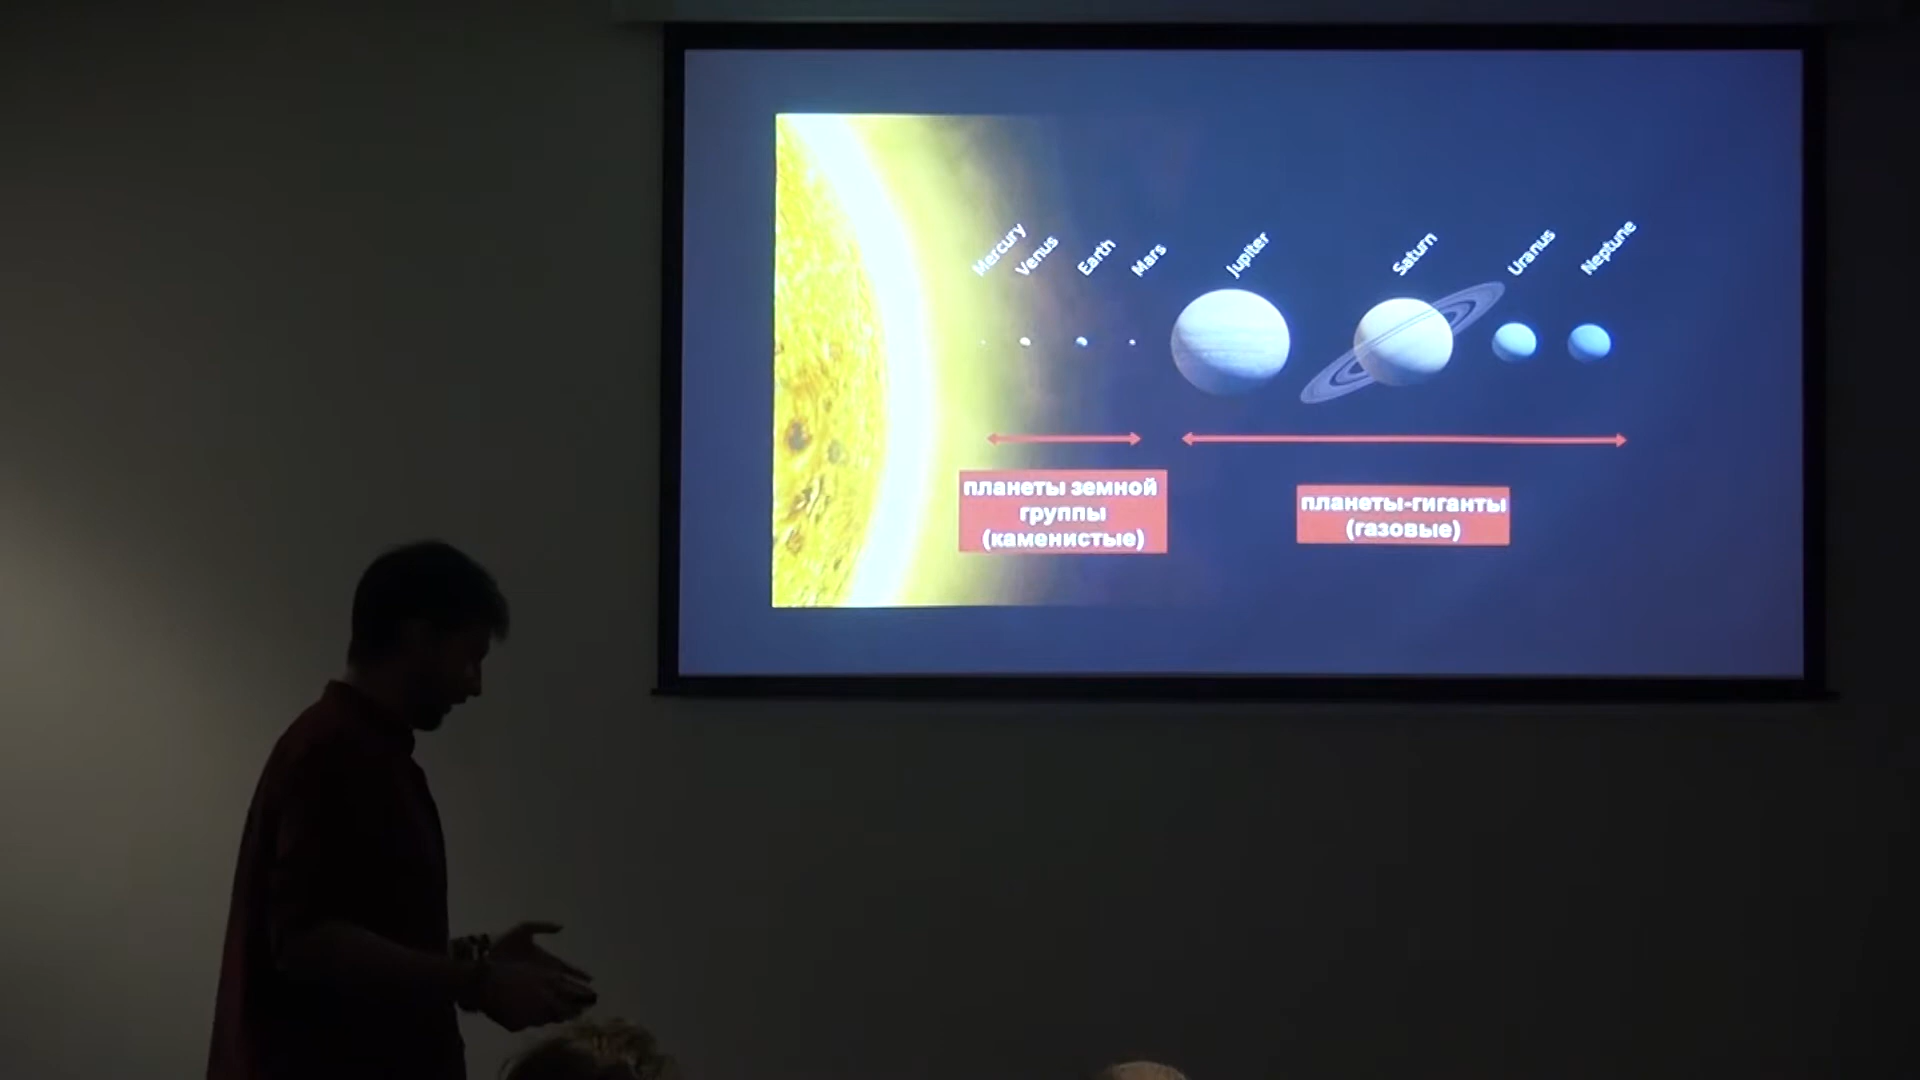 Mercury
Venus
Earth
Mars
Jupiter
Saturn
Uranus
Neptune
планеты земной
группы
(каменистые)
планеты-гиганты
(газовые)